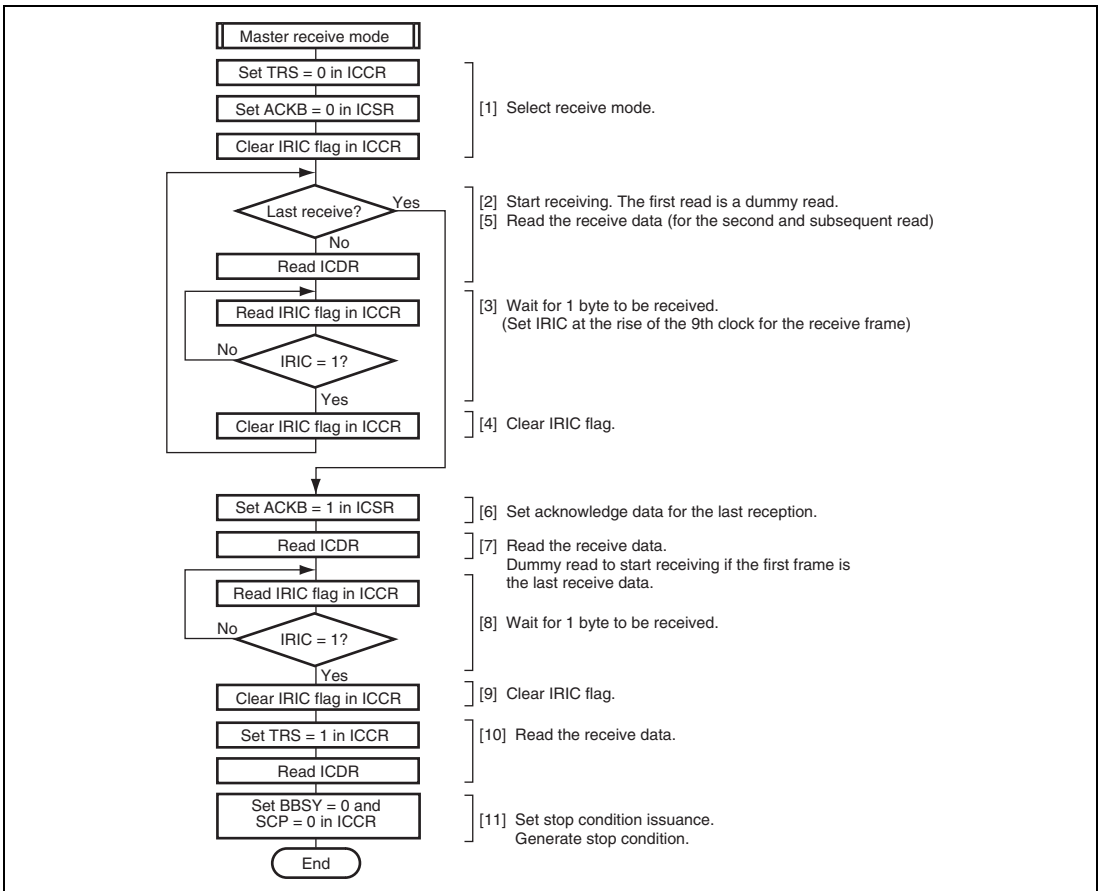 Master receive mode
Set TRS = 0 in ICCR
Set ACKB = 0 in ICSR
[1] Select receive mode.
Clear IRIC flag in ICCR
Last receive?
Yes
[2] Start receiving. The first read is a dummy read.
[5] Read the receive data (for the second and subsequent read)
No
Read ICDR
Read IRIC flag in ICCR
[3] Wait for 1 byte to be received.
(Set IRIC at the rise of the 9th clock for the receive frame)
No
IRIC = 1?
Yes
Clear IRIC flag in ICCR
[4] Clear IRIC flag.
Set ACKB = 1 in ICSR
[6] Set acknowledge data for the last reception.
Read ICDR
[7] Read the receive data.
Dummy read to start receiving if the first frame is
the last receive data.
Read IRIC flag in ICCR
No
IRIC = 1?
[8] Wait for 1 byte to be received.
Yes
Clear IRIC flag in ICCR
[9] Clear IRIC flag.
Set TRS = 1 in ICCR
[10] Read the receive data.
Read ICDR
Set BBSY = 0 and
SCP = 0 in ICCR
[11] Set stop condition issuance.
Generate stop condition.
End